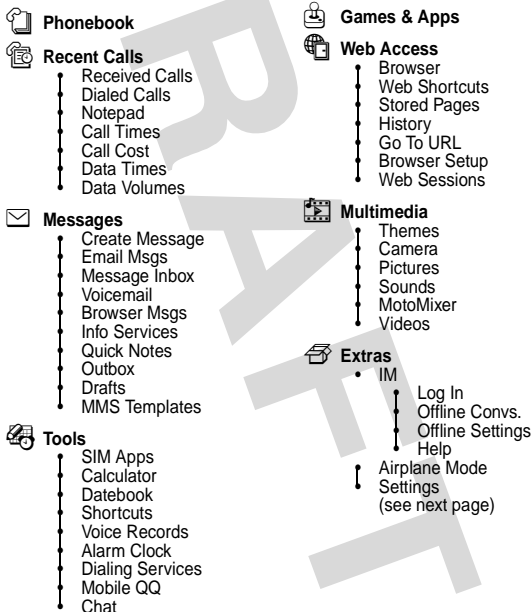 Phonebook
Recent Calls
Received Calls
Dialed Calls
Notepad
Call Times
Call Cost
Data Times
Data Volumes
Messages
Create Message
Email Msgs
Message Inbox
Voicemail
Browser Msgs
Info Services
Quick Notes
Outbox
Drafts
MMS Templates
Tools
SIM Apps
Calculator
Datebook
Shortcuts
Voice Records
Alarm Clock
Dialing Services
Mobile QQ
Chat
Games & Apps
Web Access
Browser
Web Shortcuts
Stored Pages
History
Go To URL
Browser Setup
Web Sessions
Multimedia
Themes
Camera
Pictures
Sounds
MotoMixer
Videos
Extras
IM
Log In
Offline Convs.
Offline Settings
Help
Airplane Mode
Settings
(see next page)
RAFT